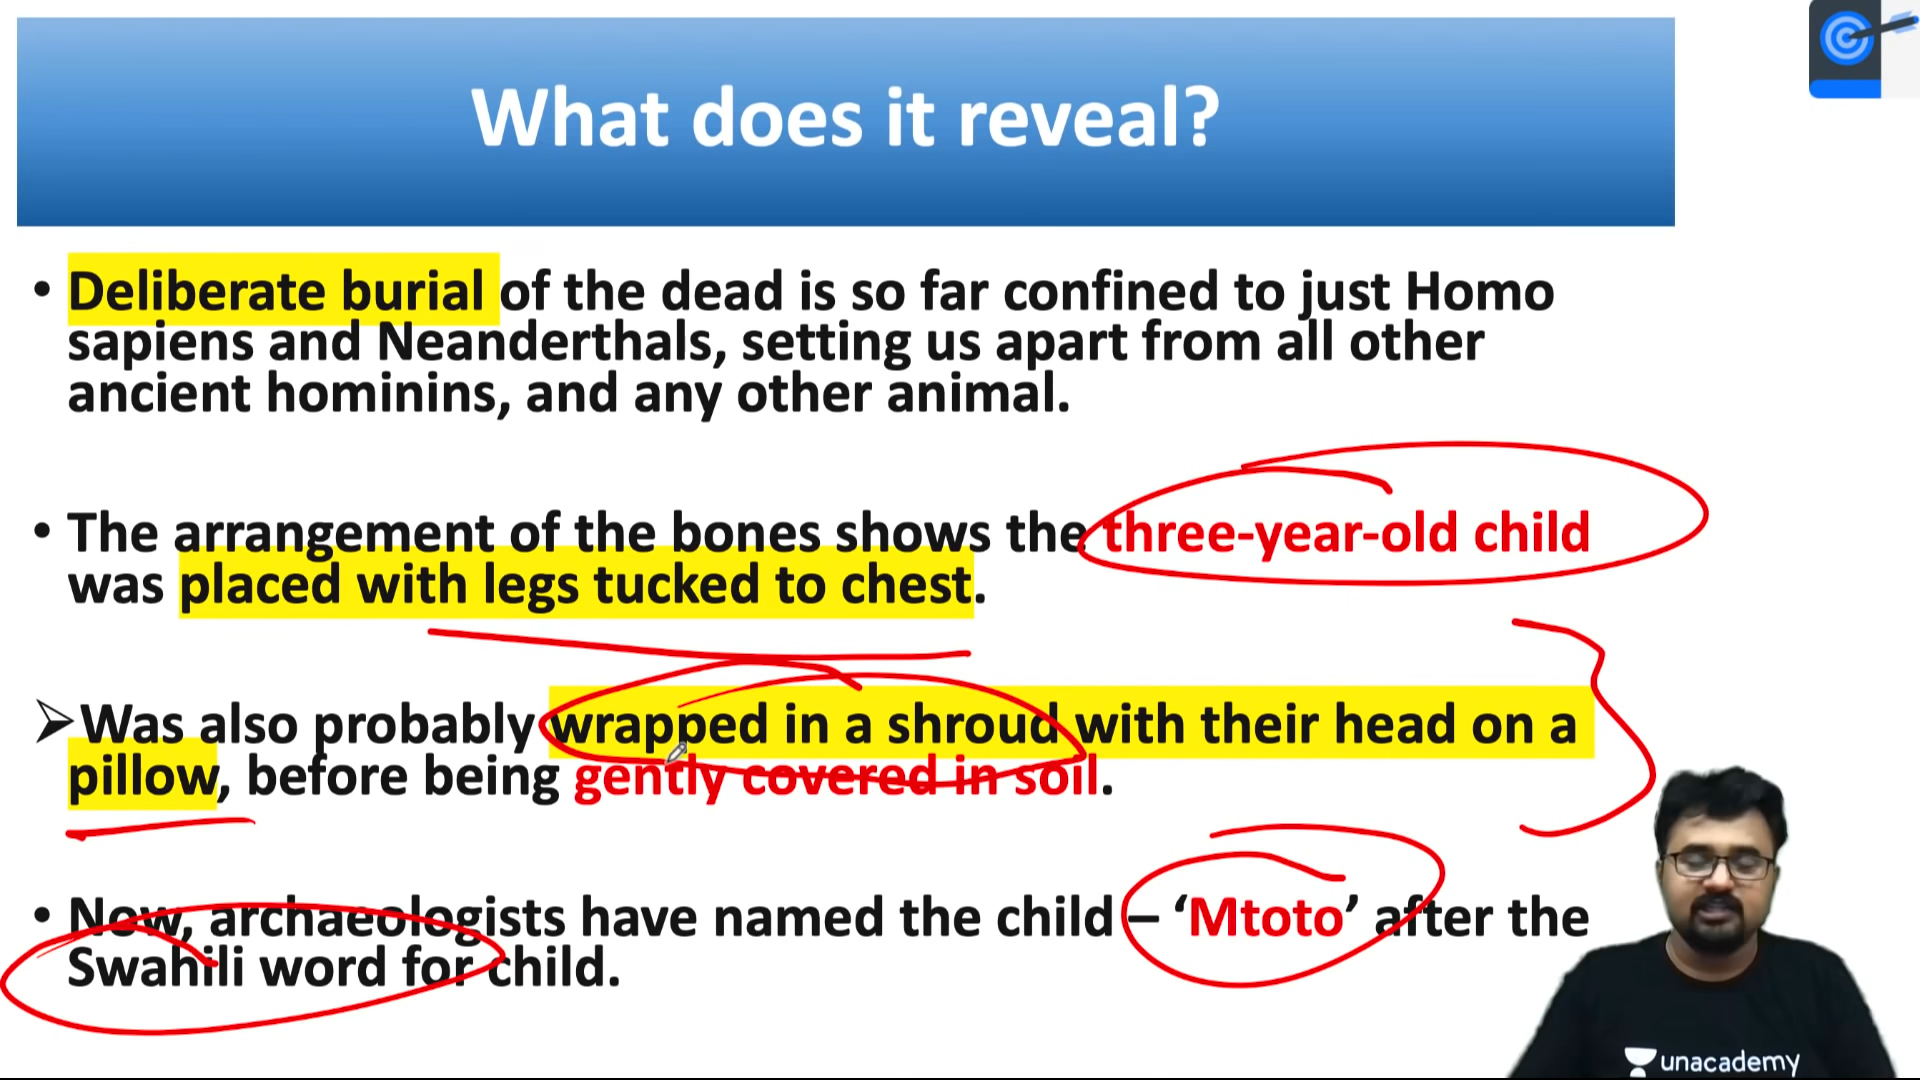 What does it reveal?
• Deliberate burial of the dead is so far confined to just Homo
sapiens and Neanderthals, setting us apart from all other
ancient hominins, and any other animal.
• The arrangement of the bones shows the three-year-old child
was placed with legs tucked to chest.
➢Was also probably wrapped in a shroud with their head on a
pillow, before being gently covered in soil.
• Now, archaeologists have named the child – ‘Mtoto’ after the
Swahili word for child.
unacademy